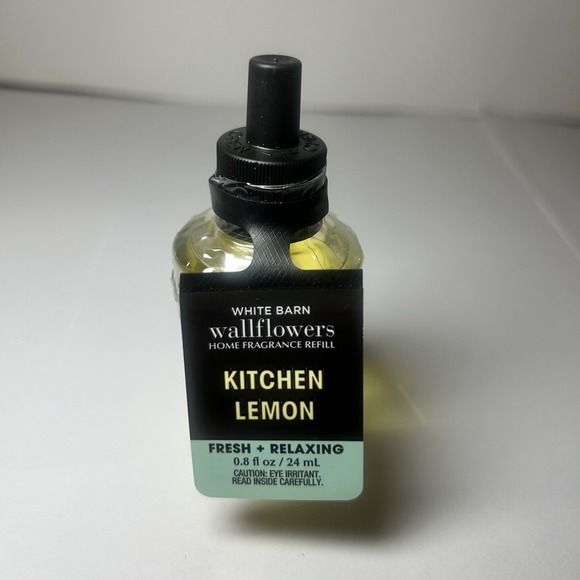 WHITE BARN
wallflowers
HOME FRAGRANCE REFILL
KITCHEN
LEMON
FRESH + RELAXING
0.8 fl oz / 24 mL
CAUTION: EYE IRRITANT.
READ INSIDE CAREFULLY.